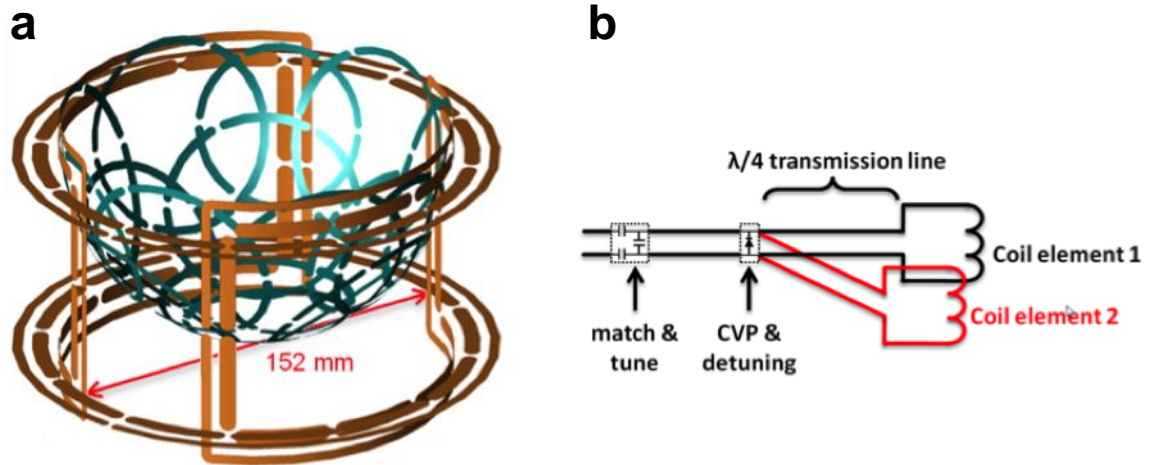 a
b
152 mm
λ/4 transmission line
Coil element 1
Coil element 2
match &
tune
CVP &
detuning